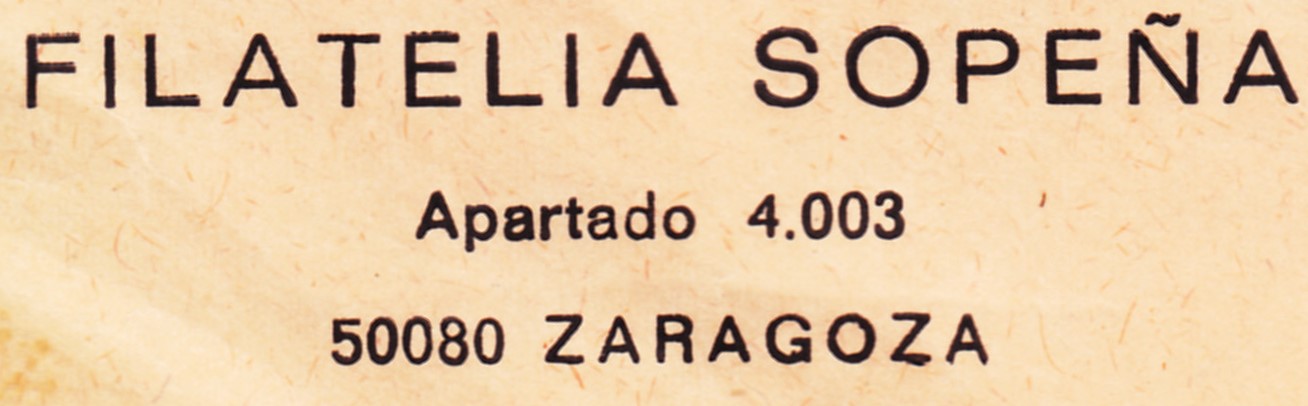 FILATELIA SOPEÑA
Apartado 4.003
50080 ZARAGOZA